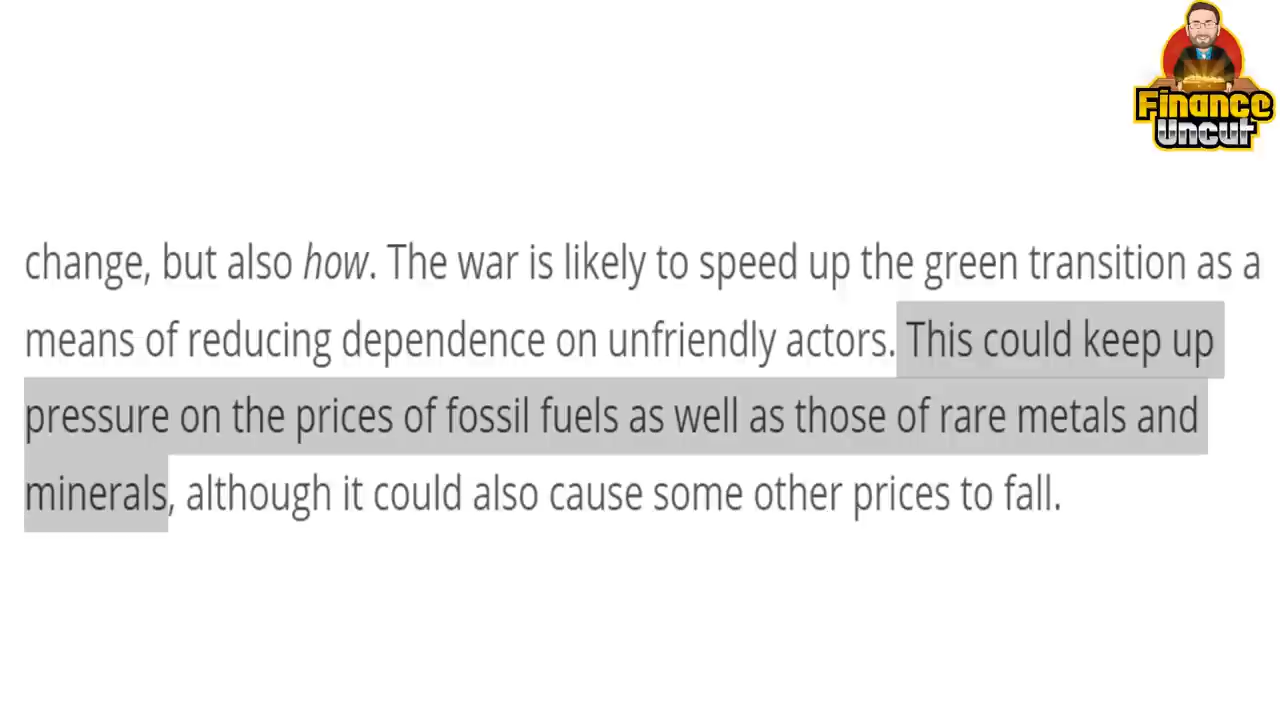 Finance
Uncut
change, but also how. The war is likely to speed up the green transition as a
means of reducing dependence on unfriendly actors. This could keep up
pressure on the prices of fossil fuels as well as those of rare metals and
minerals, although it could also cause some other prices to fall.